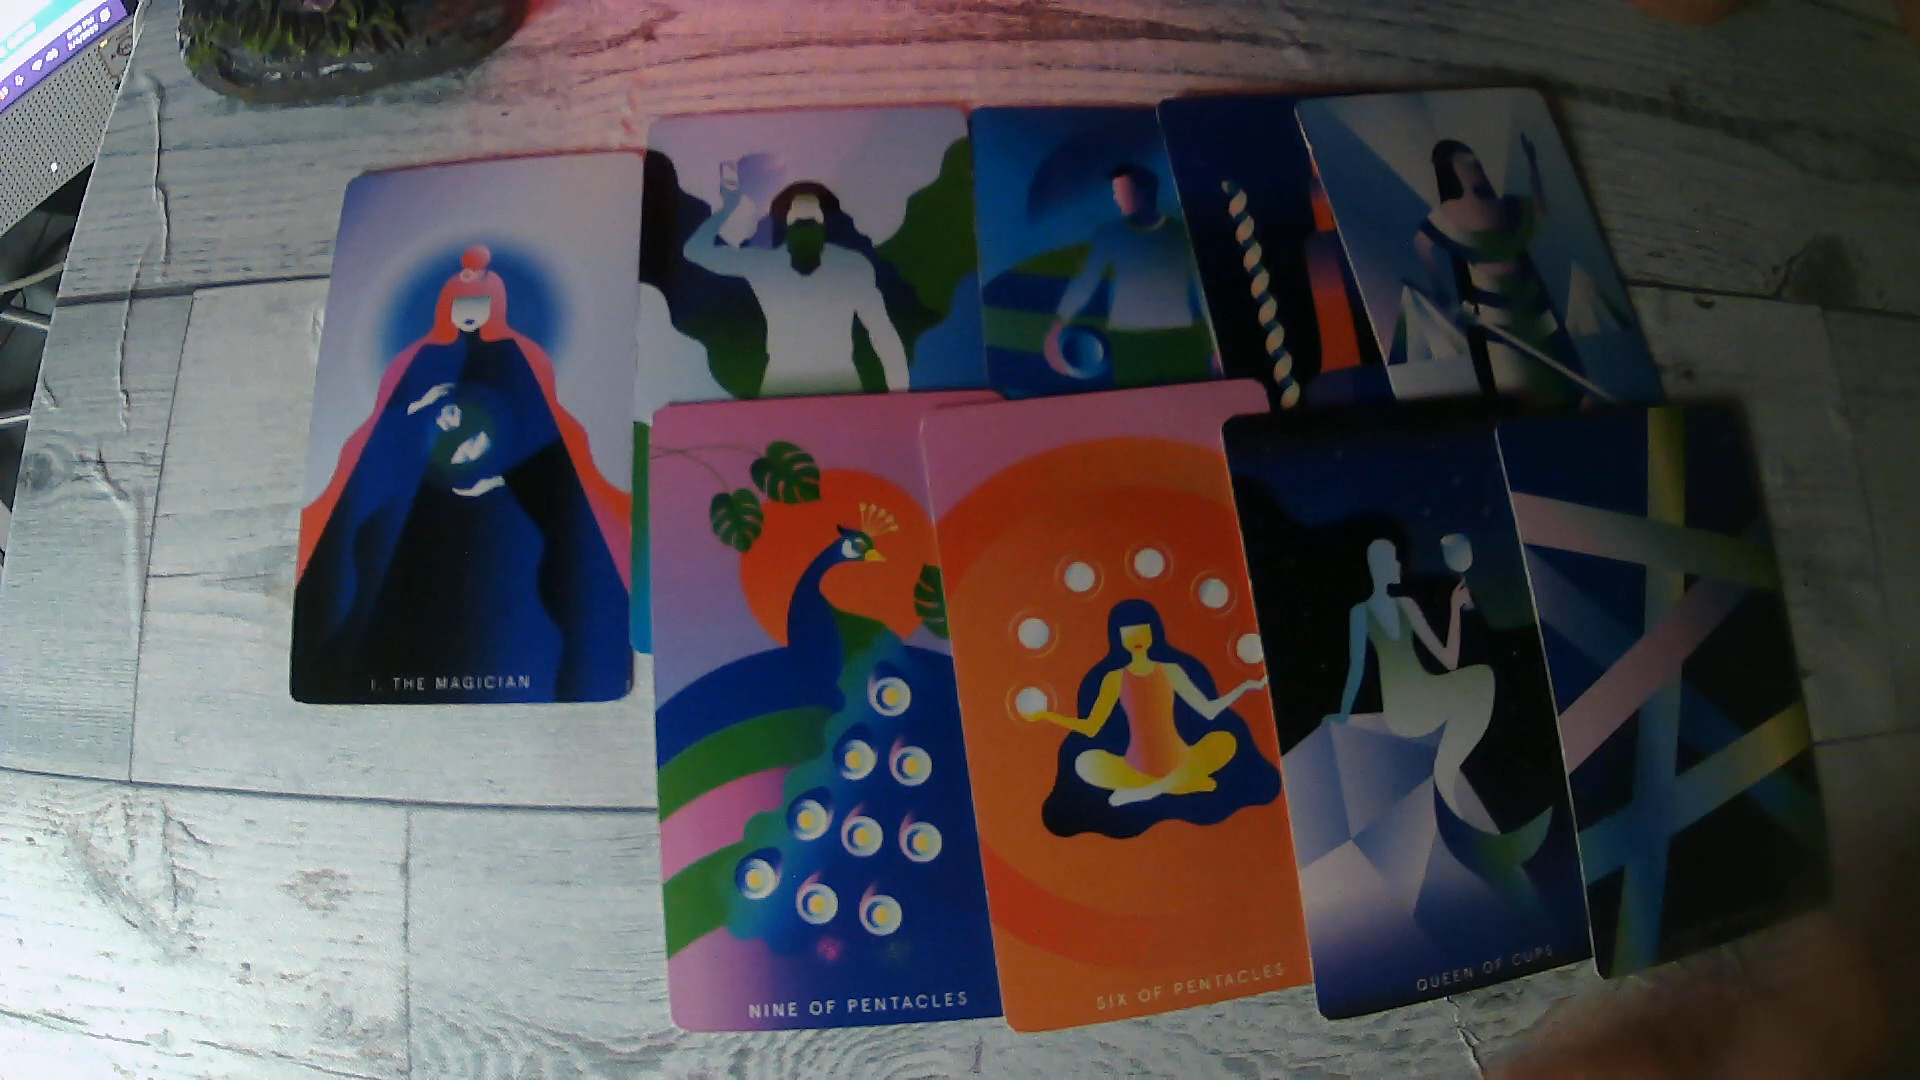 I. THE MAGICIAN
NINE OF PENTACLES
SIX OF PENTACLES
QUEEN OF CUPS